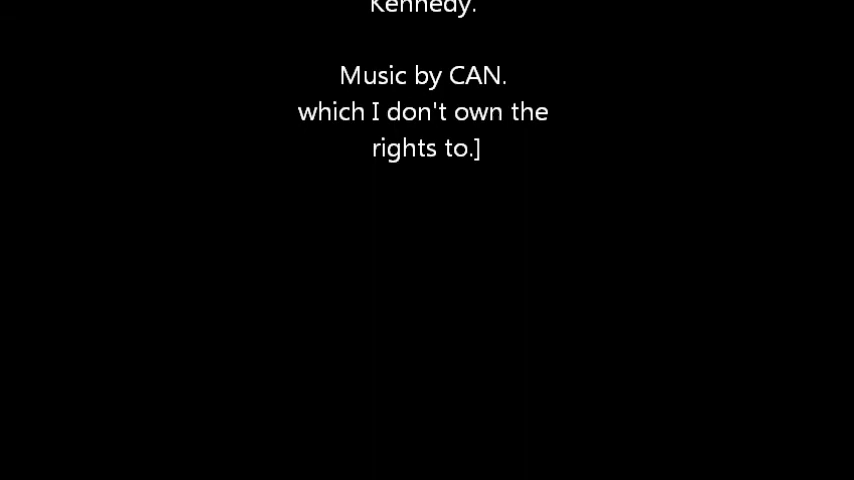 Kennedy.
Music by CAN.
which I don't own the
rights to.]